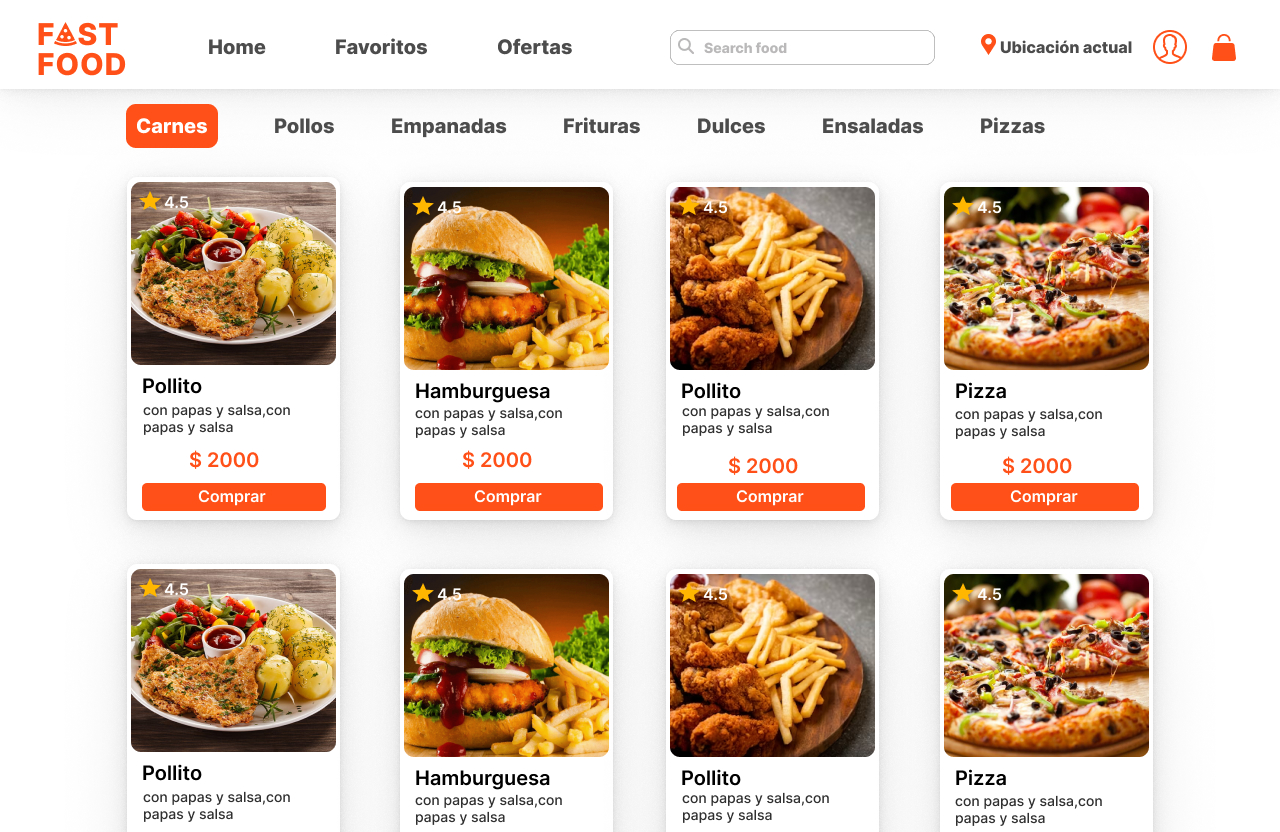 FAST
FOOD
Home
Favoritos
Ofertas
Search food
Ubicación actual
Carnes
Pollos
Empanadas
Frituras
Dulces
Ensaladas
Pizzas
4.5
Pollito
con papas y salsa,con
papas y salsa
$ 2000
Comprar
4.5
Hamburguesa
con papas y salsa,con
papas y salsa
$ 2000
Comprar
4.5
Pollito
con papas y salsa,con
papas y salsa
$ 2000
Comprar
4.5
Pizza
con papas y salsa,con
papas y salsa
$ 2000
Comprar
4.5
Pollito
con papas y salsa,con
papas y salsa
4.5
Hamburguesa
con papas y salsa,con
papas y salsa
4.5
Pollito
con papas y salsa,con
papas y salsa
4.5
Pizza
con papas y salsa,con
papas y salsa